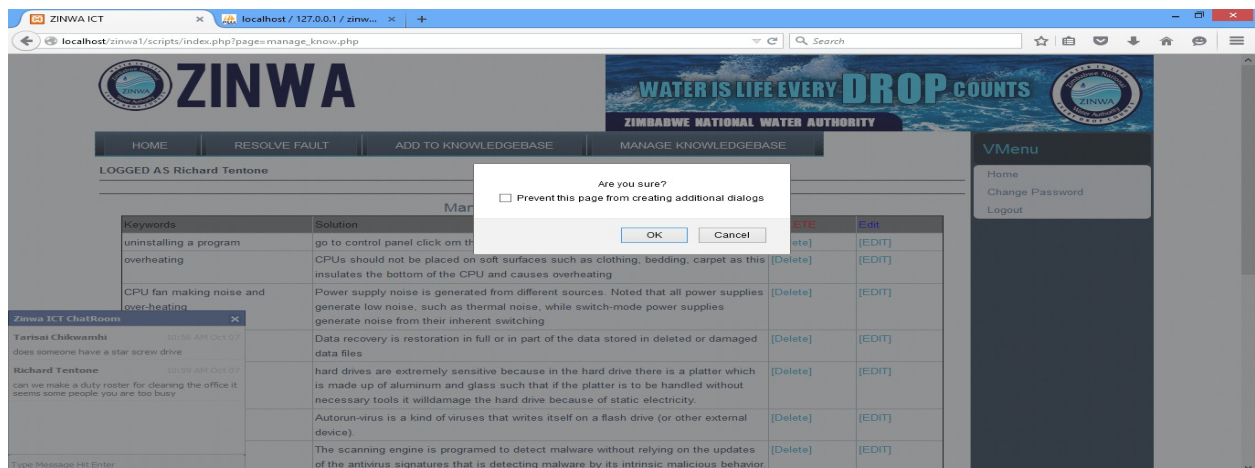 ZINWA ICT
localhost / 127.0.0.1 / zinw...
localhost/zinwa1/scripts/index.php?page=manage_know.php
Search
ZINWA
ZINWA
WATER IS LIFE EVERY DROP COUNTS
ZIMBABWE NATIONAL WATER AUTHORITY
ZINWA
HOME
RESOLVE FAULT
ADD TO KNOWLEDGEBASE
MANAGE KNOWLEDGEBASE
VMenu
Home
Change Password
Logout
LOGGED AS Richard Tentone
Are you sure?
Prevent this page from creating additional dialogs
OK
Cancel
Keywords
Solution
Edit
uninstalling a program
go to control panel click om
[EDIT]
overheating
CPUs should not be placed on soft surfaces such as clothing, bedding, carpet as this
insulates the bottom of the CPU and causes overheating
[Delete]
[EDIT]
CPU fan making noise and
over-heating
Power supply noise is generated from different sources. Noted that all power supplies
generate low noise, such as thermal noise, while switch-mode power supplies
generate noise from their inherent switching
[Delete]
[EDIT]
Data recovery is restoration in full or in part of the data stored in deleted or damaged
data files
[Delete]
[EDIT]
hard drives are extremely sensitive because in the hard drive there is a platter which
is made up of aluminum and glass such that if the platter is to be handled without
necessary tools it willdamage the hard drive because of static electricity.
[Delete]
[EDIT]
Autorun-virus is a kind of viruses that writes itself on a flash drive (or other external
device).
[Delete]
[EDIT]
The scanning engine is programed to detect malware without relying on the updates
of the antivirus signatures that is detecting malware by its intrinsic malicious behavior
[Delete]
[EDIT]
Zinwa ICT ChatRoom
Tarisai Chikwambi
does someone have a star screw drive
Richard Tentone
can we make a duty roster for cleaning the office it
seems some people you are too busy
Type Message Hit Enter